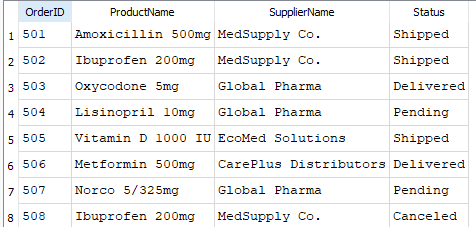 OrderID ProductName SupplierName Status
1 501 Amoxicillin 500mg MedSupply Co. Shipped
2 502 Ibuprofen 200mg MedSupply Co. Shipped
3 503 Oxycodone 5mg Global Pharma Delivered
4 504 Lisinopril 10mg Global Pharma Pending
5 505 Vitamin D 1000 IU EcoMed Solutions Shipped
6 506 Metformin 500mg CarePlus Distributors Delivered
7 507 Norco 5/325mg Global Pharma Pending
8 508 Ibuprofen 200mg MedSupply Co. Canceled